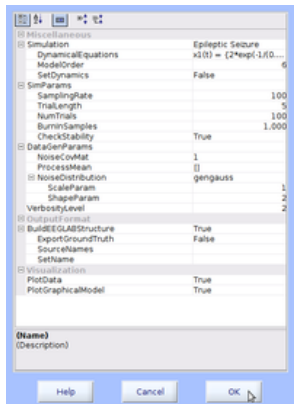 Miscellaneous
Simulation Epileptic Seizure
DynamicalEquations x1(t) = {2*exp(-1/(0....
ModelOrder 6
SetDynamics False
SimParams
SamplingRate 100
TrialLength 5
NumTrials 100
BurninSamples 1,000
CheckStability True
DataGenParams
NoiseCovMat 1
ProcessMean []
NoiseDistribution gengauss
ScaleParam 1
ShapeParam 2
VerbosityLevel 2
OutputFormat
BuildEEGLABStructure True
ExportGroundTruth False
SourceNames
SetName
Visualization
PlotData True
PlotGraphicalModel True
(Name)
(Description)
Help Cancel OK